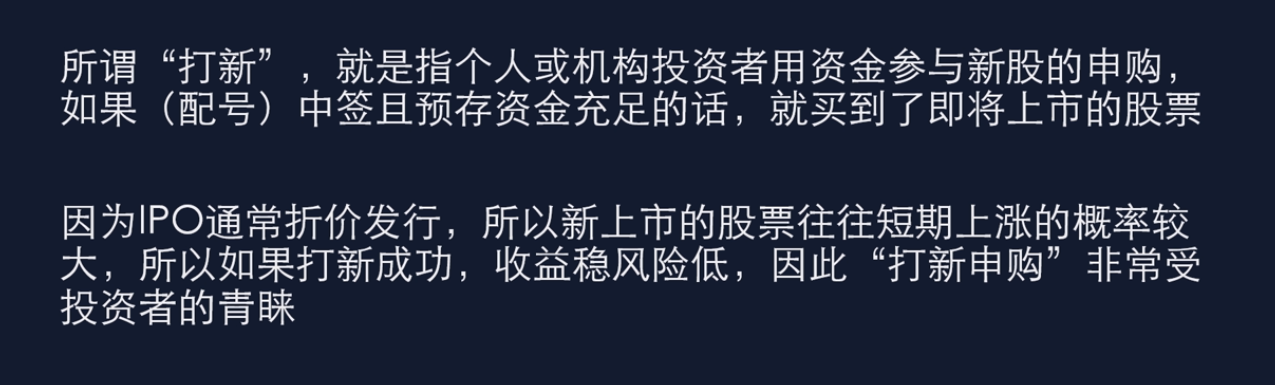 所谓“打新”，就是指个人或机构投资者用资金参与新股的申购，
如果（配号）中签且预存资金充足的话，就买到了即将上市的股票
因为IPO通常折价发行，所以新上市的股票往往短期上涨的概率较
大，所以如果打新成功，收益稳风险低，因此“打新申购”非常受
投资者的青睐